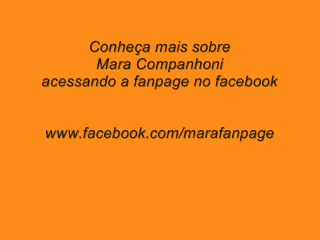 Conheça mais sobre
Mara Companhoni
acessando a fanpage no facebook
www.facebook.com/marafanpage